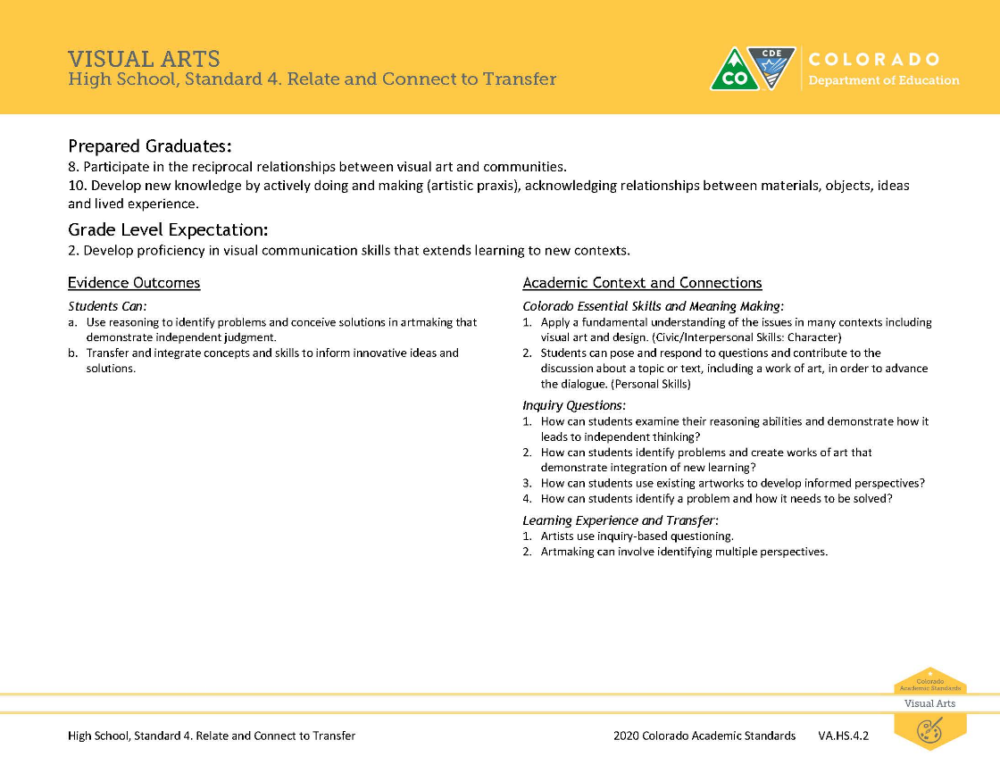 VISUAL ARTS
High School, Standard 4. Relate and Connect to Transfer
CO
CDE
COLORADO
Department of Education
Prepared Graduates:
8. Participate in the reciprocal relationships between visual art and communities.
10. Develop new knowledge by actively doing and making (artistic praxis), acknowledging relationships between materials, objects, ideas
and lived experience.
Grade Level Expectation:
2. Develop proficiency in visual communication skills that extends learning to new contexts.
Evidence Outcomes
Students Can:
a. Use reasoning to identify problems and conceive solutions in artmaking that
demonstrate independent judgment.
b. Transfer and integrate concepts and skills to inform innovative ideas and
solutions.
Academic Context and Connections
Colorado Essential Skills and Meaning Making:
1. Apply a fundamental understanding of the issues in many contexts including
visual art and design. (Civic/Interpersonal Skills: Character)
2. Students can pose and respond to questions and contribute to the
discussion about a topic or text, including a work of art, in order to advance
the dialogue. (Personal Skills)
Inquiry Questions:
1. How can students examine their reasoning abilities and demonstrate how it
leads to independent thinking?
2. How can students identify problems and create works of art that
demonstrate integration of new learning?
3. How can students use existing artworks to develop informed perspectives?
4. How can students identify a problem and how it needs to be solved?
Learning Experience and Transfer:
1. Artists use inquiry-based questioning.
2. Artmaking can involve identifying multiple perspectives.
Colorado
Academic Standards
Visual Arts
High School, Standard 4. Relate and Connect to Transfer
2020 Colorado Academic Standards
VA.HS.4.2